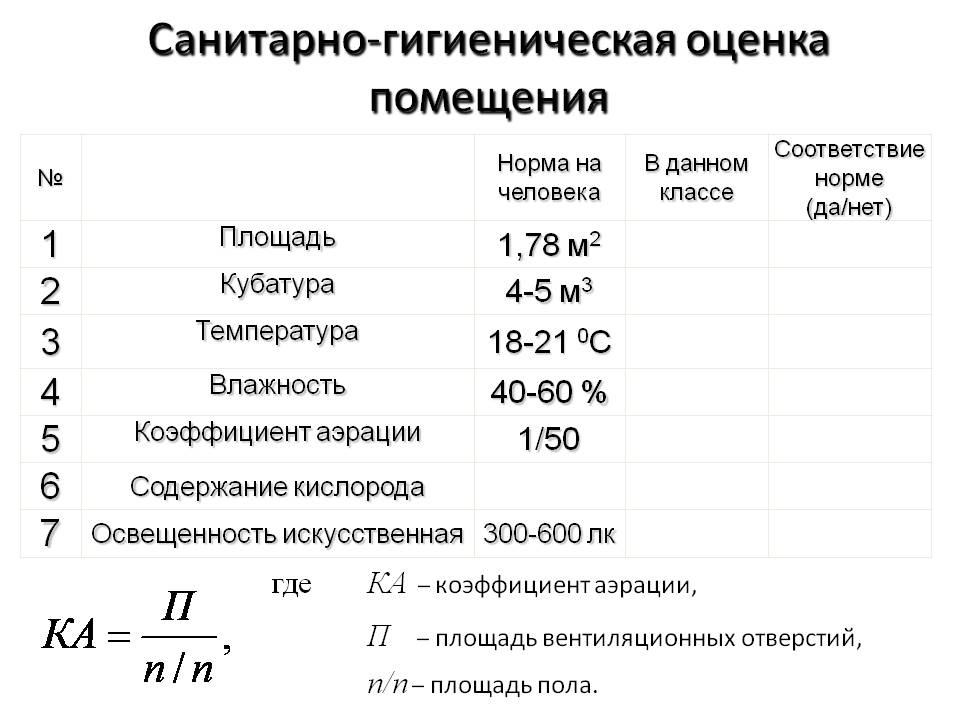 Санитарно-гигиеническая оценка
помещения
№
Норма на
человека
В данном
классе
Соответствие
норме
(да/нет)
1 Площадь 1,78 м²
2 Кубатура 4-5 м³
3 Температура 18-21 ⁰С
4 Влажность 40-60 %
5 Коэффициент аэрации 1/50
6 Содержание кислорода
7 Освещенность искусственная 300-600 лк
КА = П / n/n ,
где КА – коэффициент аэрации,
П – площадь вентиляционных отверстий,
n/n – площадь пола.